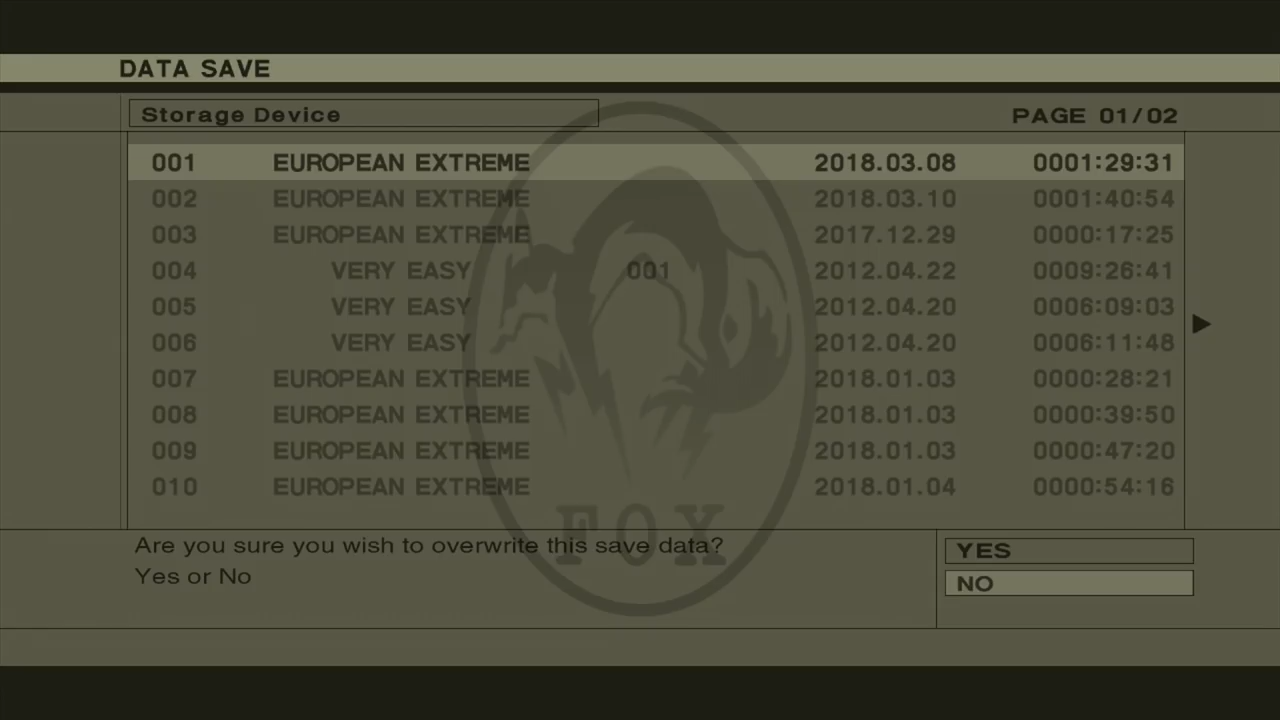 DATA SAVE
Storage Device PAGE 01/02
001 EUROPEAN EXTREME 2018.03.08 0001:29:31
002 EUROPEAN EXTREME 2018.03.10 0001:40:54
003 EUROPEAN EXTREME 2017.12.29 0000:17:25
004 VERY EASY 001 2012.04.22 0009:26:41
005 VERY EASY 2012.04.20 0006:09:03
006 VERY EASY 2012.04.20 0006:11:48
007 EUROPEAN EXTREME 2018.01.03 0000:28:21
008 EUROPEAN EXTREME 2018.01.03 0000:39:50
009 EUROPEAN EXTREME 2018.01.03 0000:47:20
010 EUROPEAN EXTREME 2018.01.04 0000:54:16
FOX
Are you sure you wish to overwrite this save data?
Yes or No
YES
NO